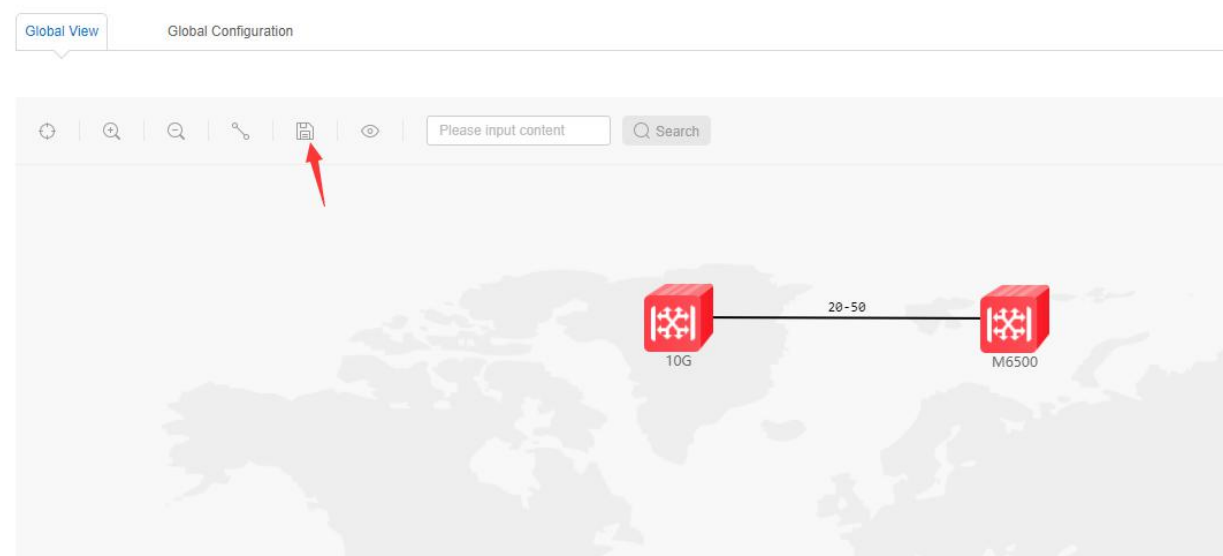 Global View
Global Configuration
Please input content
Search
20-50
10G
M6500